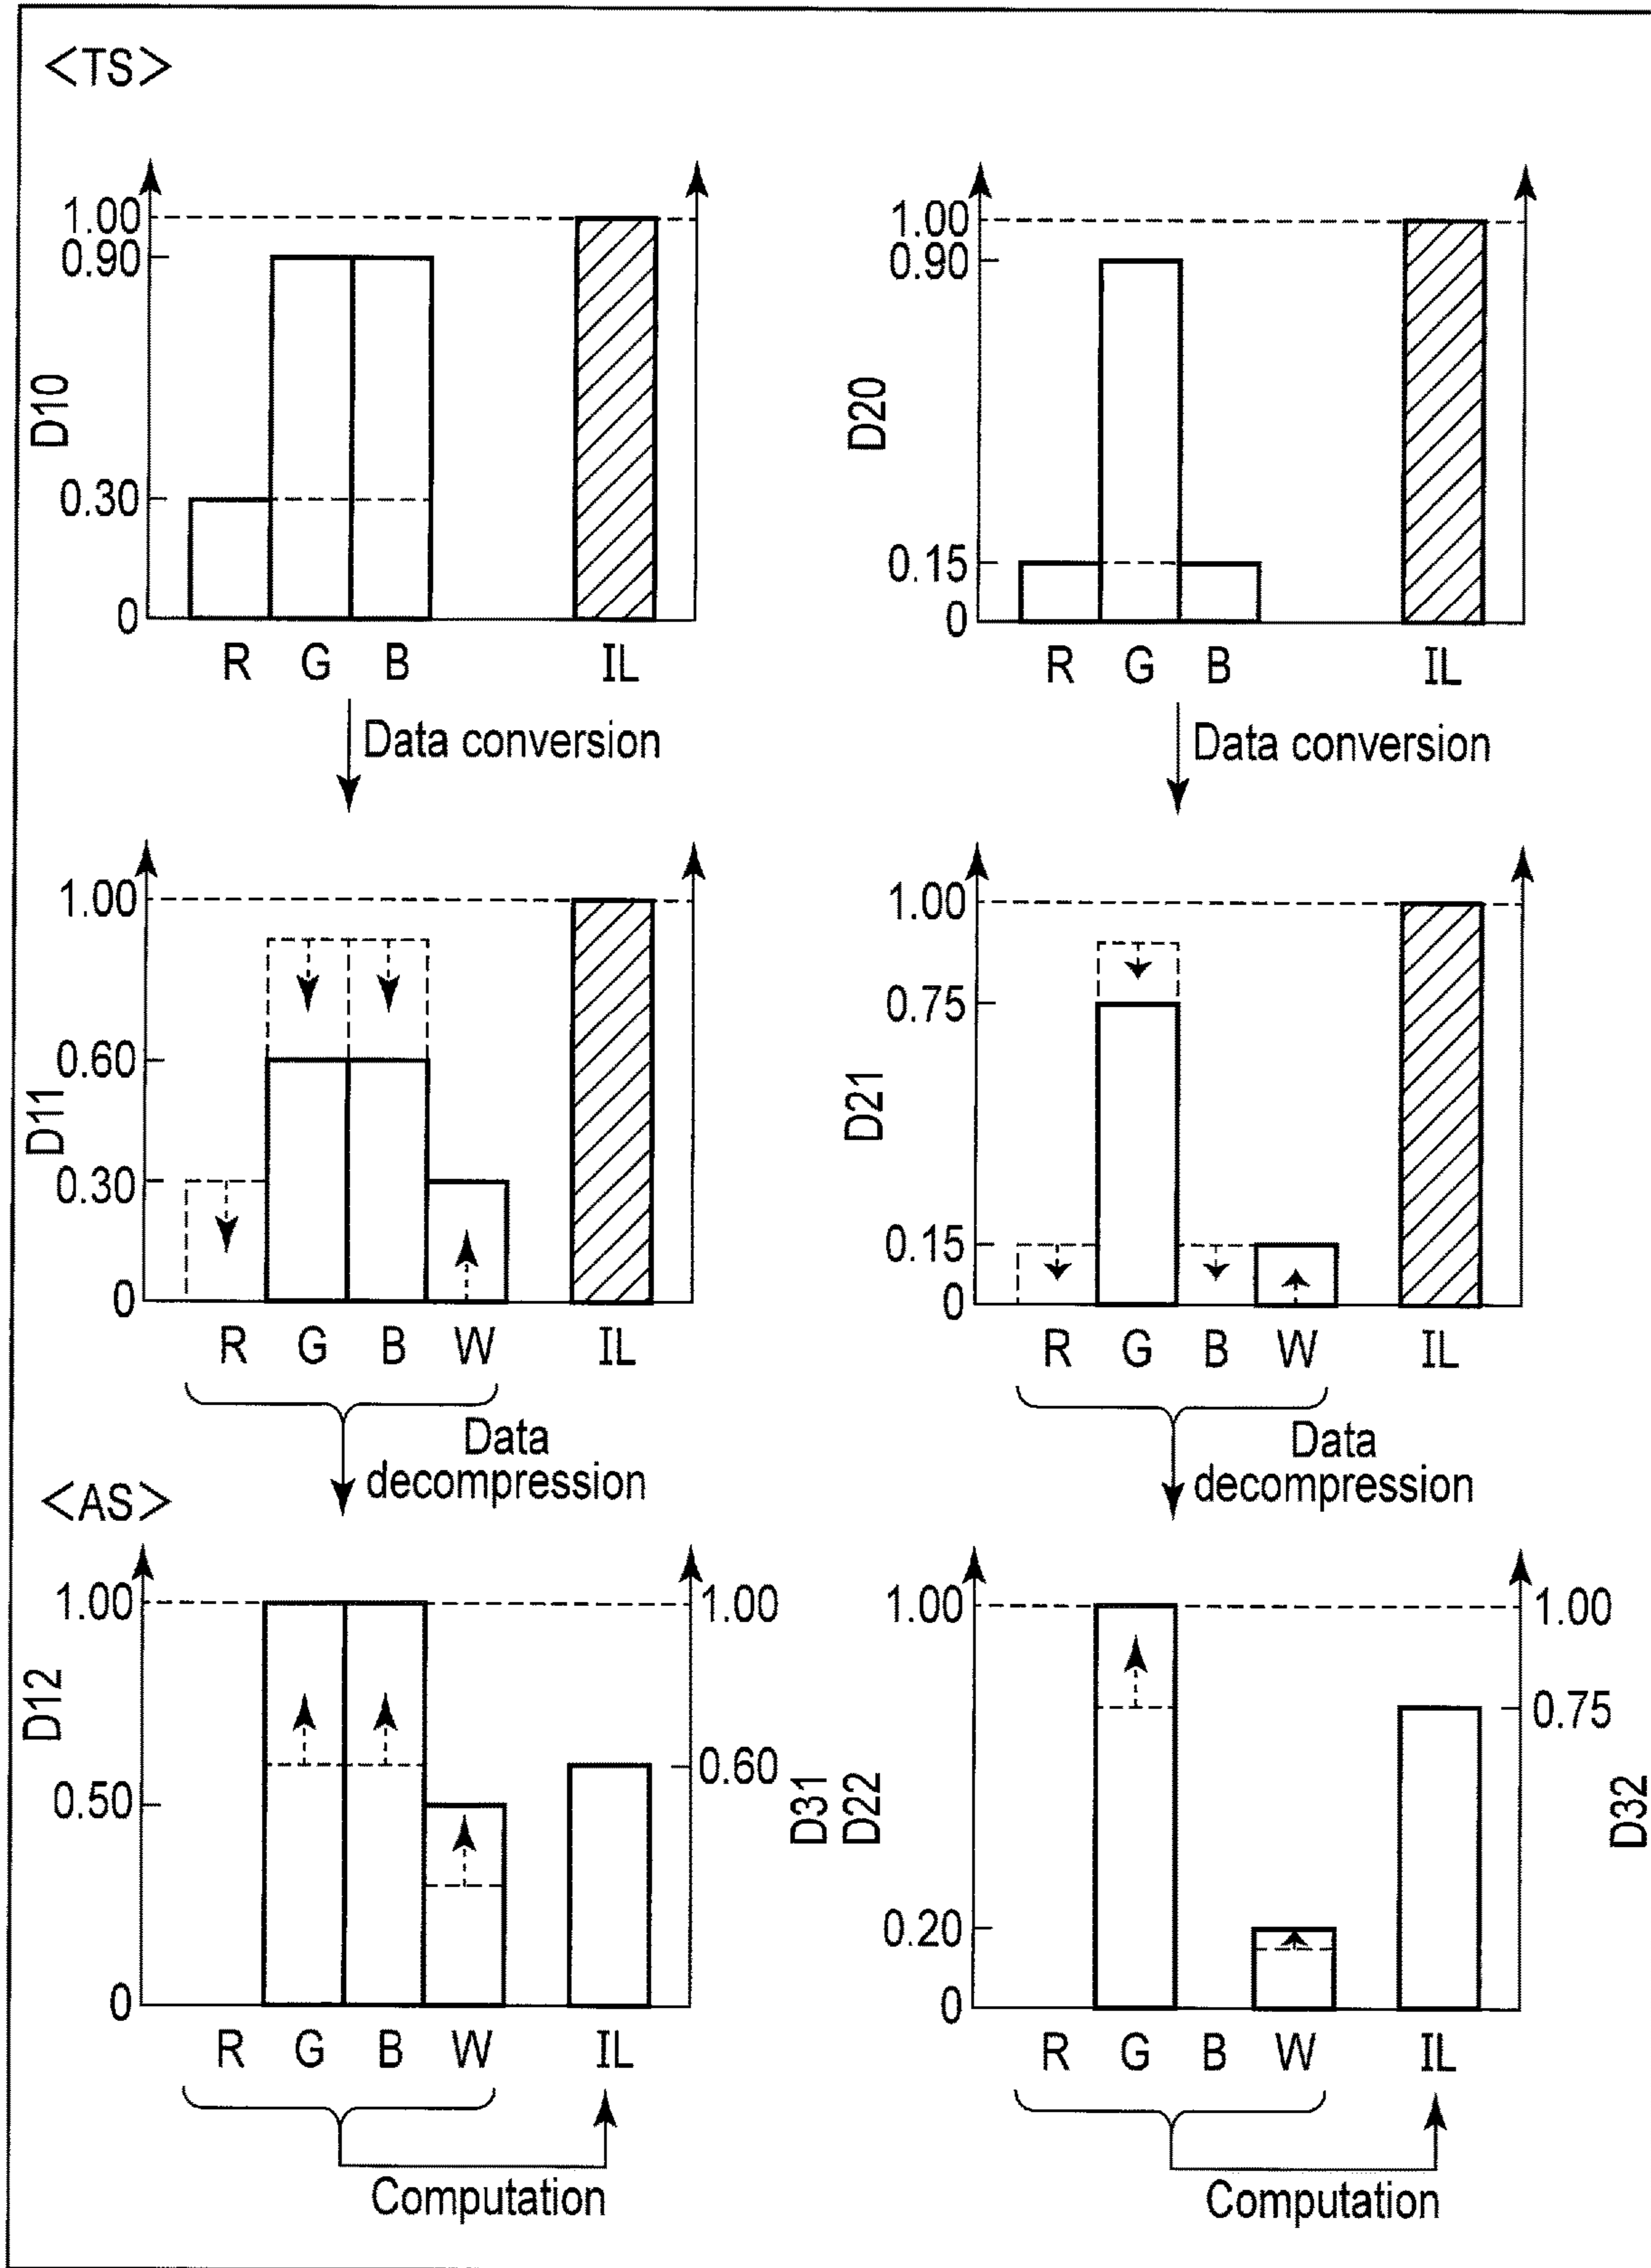 <TS>
1.00
0.90
D10
0.30
0
R G B IL
1.00
0.90
D20
0.15
0
R G B IL
Data conversion
Data conversion
1.00
0.60
D11
0.30
0
R G B W IL
1.00
0.75
D21
0.15
0
R G B W IL
Data
decompression
Data
decompression
<AS>
1.00
D12
0.50
0
R G B W IL
1.00
0.60
D31
1.00
D22
0.20
0
R G B W IL
1.00
0.75
D32
Computation
Computation